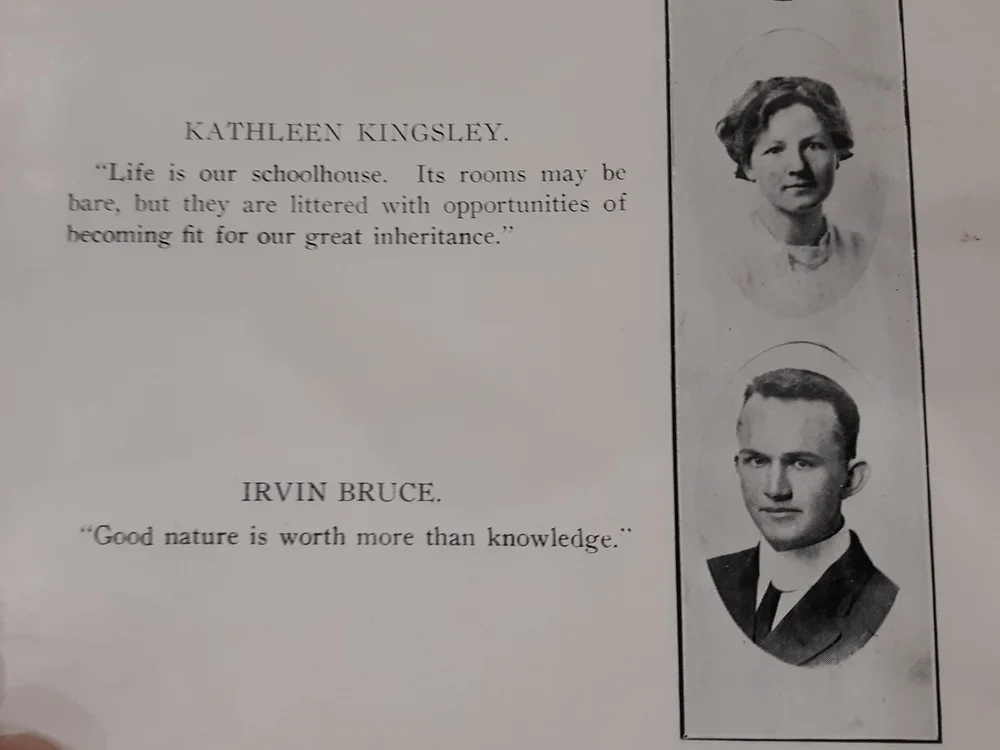 KATHLEEN KINGSLEY.
“Life is our schoolhouse. Its rooms may be
bare, but they are littered with opportunities of
becoming fit for our great inheritance.”
IRVIN BRUCE.
“Good nature is worth more than knowledge.”